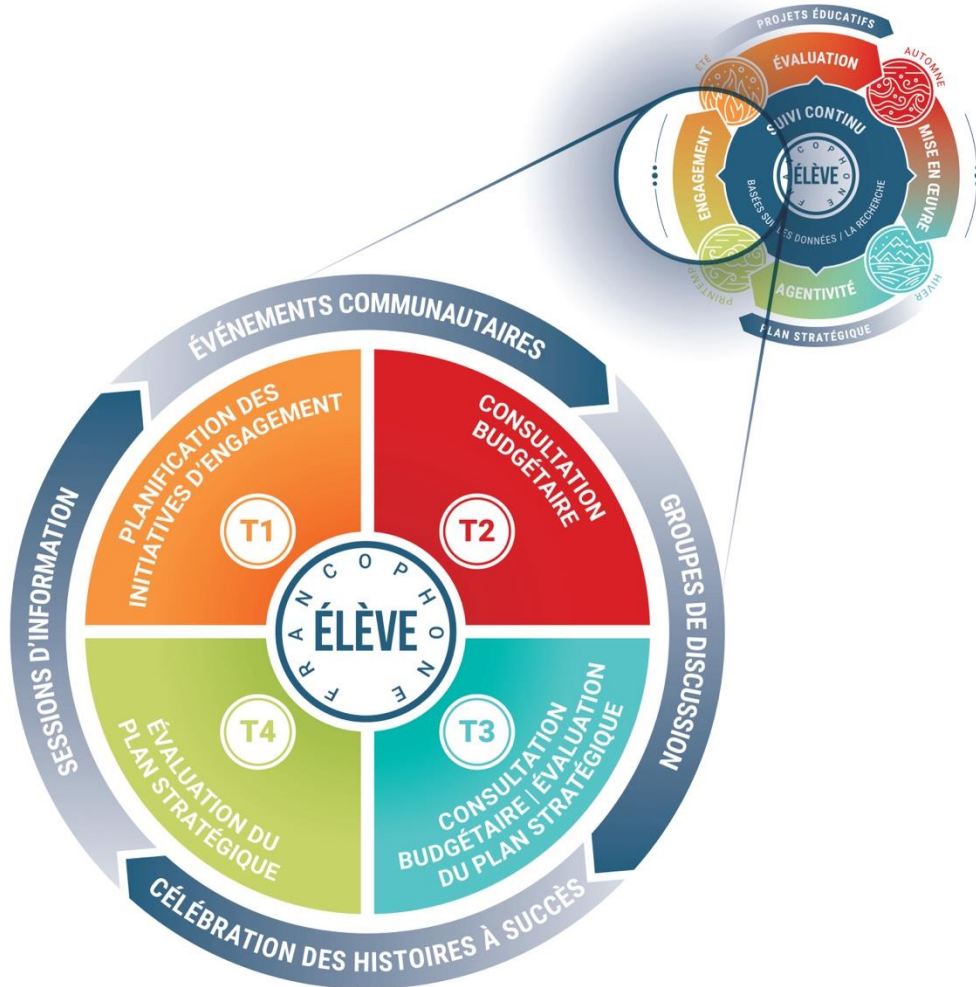 PROJETS ÉDUCATIFS
ÉVALUATION
ÉTÉ
AUTOMNE
SUIVI CONTINU
ENGAGEMENT
MISE EN ŒUVRE
FRANCOPHONE
ÉLÈVE
BASÉES SUR LES DONNÉES / LA RECHERCHE
PRINTEMP
HIVER
AGENTIVITÉ
PLAN STRATÉGIQUE
ÉVÉNEMENTS COMMUNAUTAIRES
PLANIFICATION DES
INITIATIVES D'ENGAGEMENT
CONSULTATION
BUDGÉTAIRE
T1
T2
SESSIONS D'INFORMATION
GROUPES DE DISCUSSION
FRANCOPHONE
ÉLÈVE
T4
T3
ÉVALUATION DU
PLAN STRATÉGIQUE
CONSULTATION
BUDGÉTAIRE | ÉVALUATION
DU PLAN STRATÉGIQUE
CÉLÉBRATION DES HISTOIRES À SUCCÈS